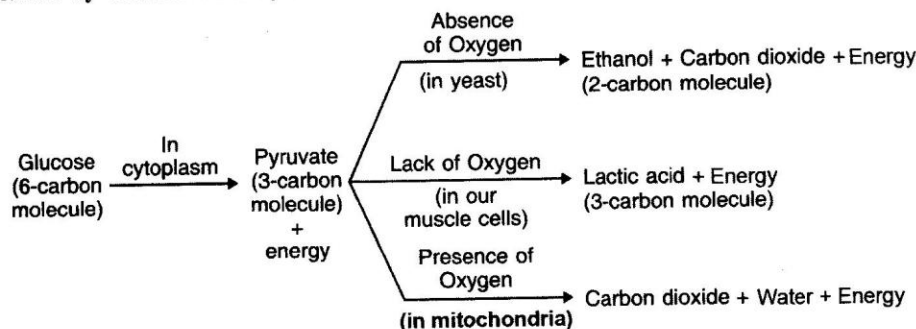 Absence
of Oxygen
(in yeast)
Ethanol + Carbon dioxide + Energy
(2-carbon molecule)
Glucose
(6-carbon
molecule)
In
cytoplasm
Pyruvate
(3-carbon
molecule)
+
energy
Lack of Oxygen
(in our
muscle cells)
Lactic acid + Energy
(3-carbon molecule)
Presence of
Oxygen
(in mitochondria)
Carbon dioxide + Water + Energy